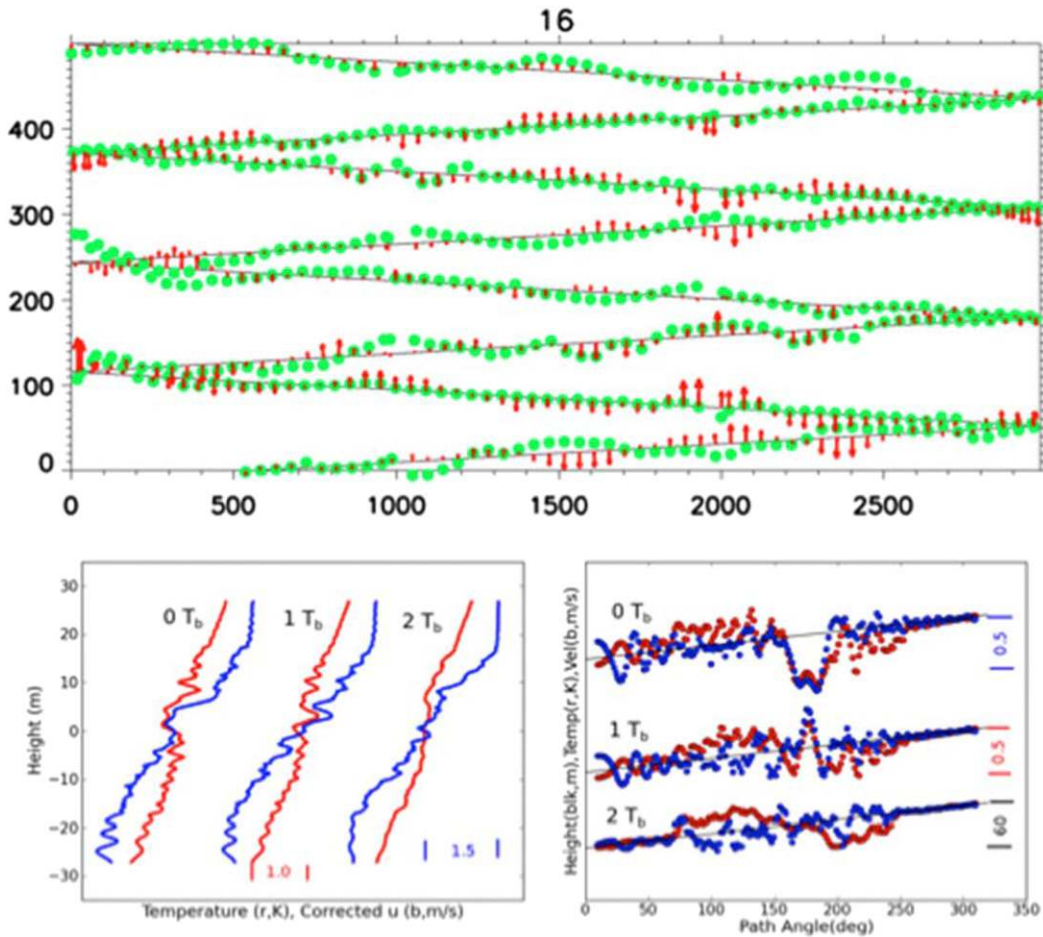 16
400
300
200
100
0
0 500 1000 1500 2000 2500
30
20
10
0
−10
−20
−30
Height (m)
0 Tb 1 Tb 2 Tb
1.0
1.5
Temperature (r,K), Corrected u (b,m/s)
Height(blk,m),Temp(r,K),Vel(b,m/s)
0 Tb
0.5
1 Tb
0.5
2 Tb
60
0 50 100 150 200 250 300 350
Path Angle(deg)